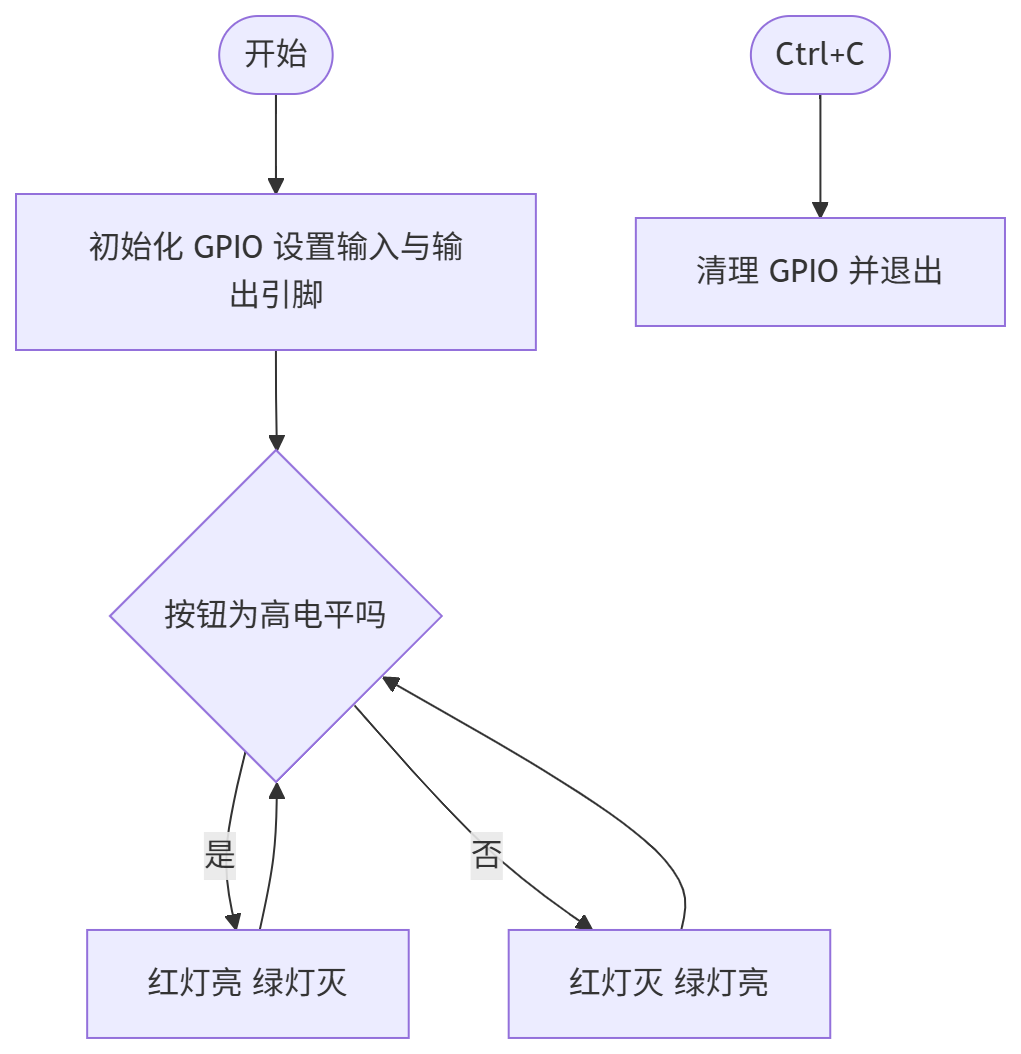 开始
Ctrl+C
初始化 GPIO 设置输入与输
出引脚
清理 GPIO 并退出
按钮为高电平吗
是
否
红灯亮 绿灯灭
红灯灭 绿灯亮